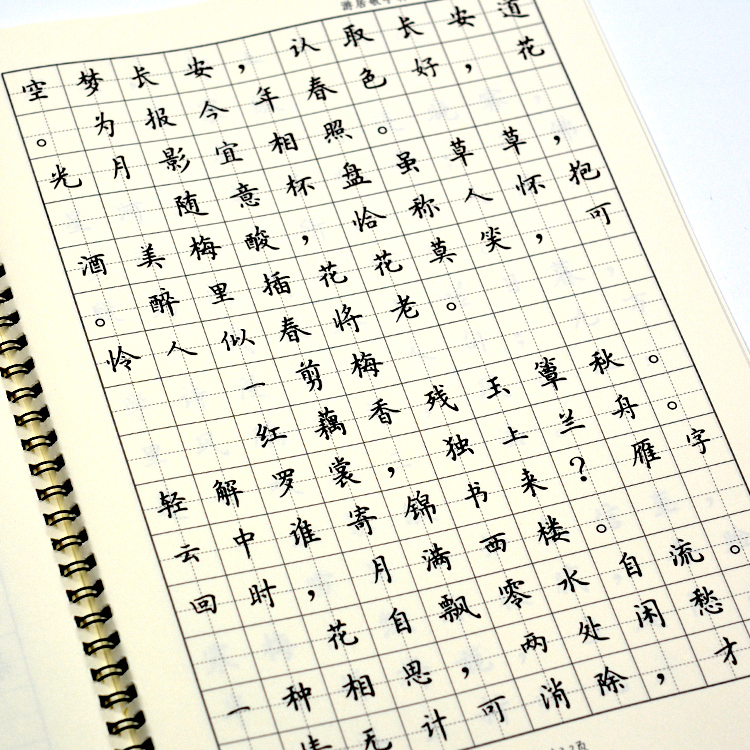 空梦长安，认取长安道
。为报今年春色好，花
光月影宜相照。
随意杯盘虽草草，
酒美梅酸，恰称人怀抱
。醉里插花花莫笑，可
怜人似春将老。
一剪梅
红藕香残玉簟秋。
轻解罗裳，独上兰舟。
云中谁寄锦书来？雁字
回时，月满西楼。
花自飘零水自流。
一种相思，两处闲愁
情无计可消除，才